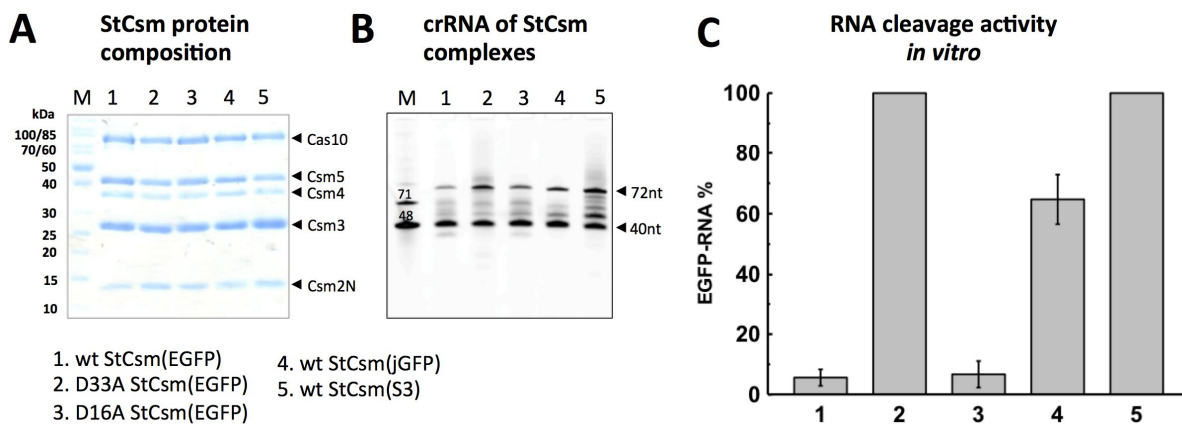 A
StCsm protein
composition
M 1 2 3 4 5
kDa
100/85
70/60
50
40
30
25
20
15
10
Cas10
Csm5
Csm4
Csm3
Csm2N
B
crRNA of StCsm
complexes
M 1 2 3 4 5
71
48
72nt
40nt
1. wt StCsm(EGFP)
2. D33A StCsm(EGFP)
3. D16A StCsm(EGFP)
4. wt StCsm(jGFP)
5. wt StCsm(S3)
C
RNA cleavage activity
in vitro
EGFP-RNA %
100
80
60
40
20
0
1 2 3 4 5